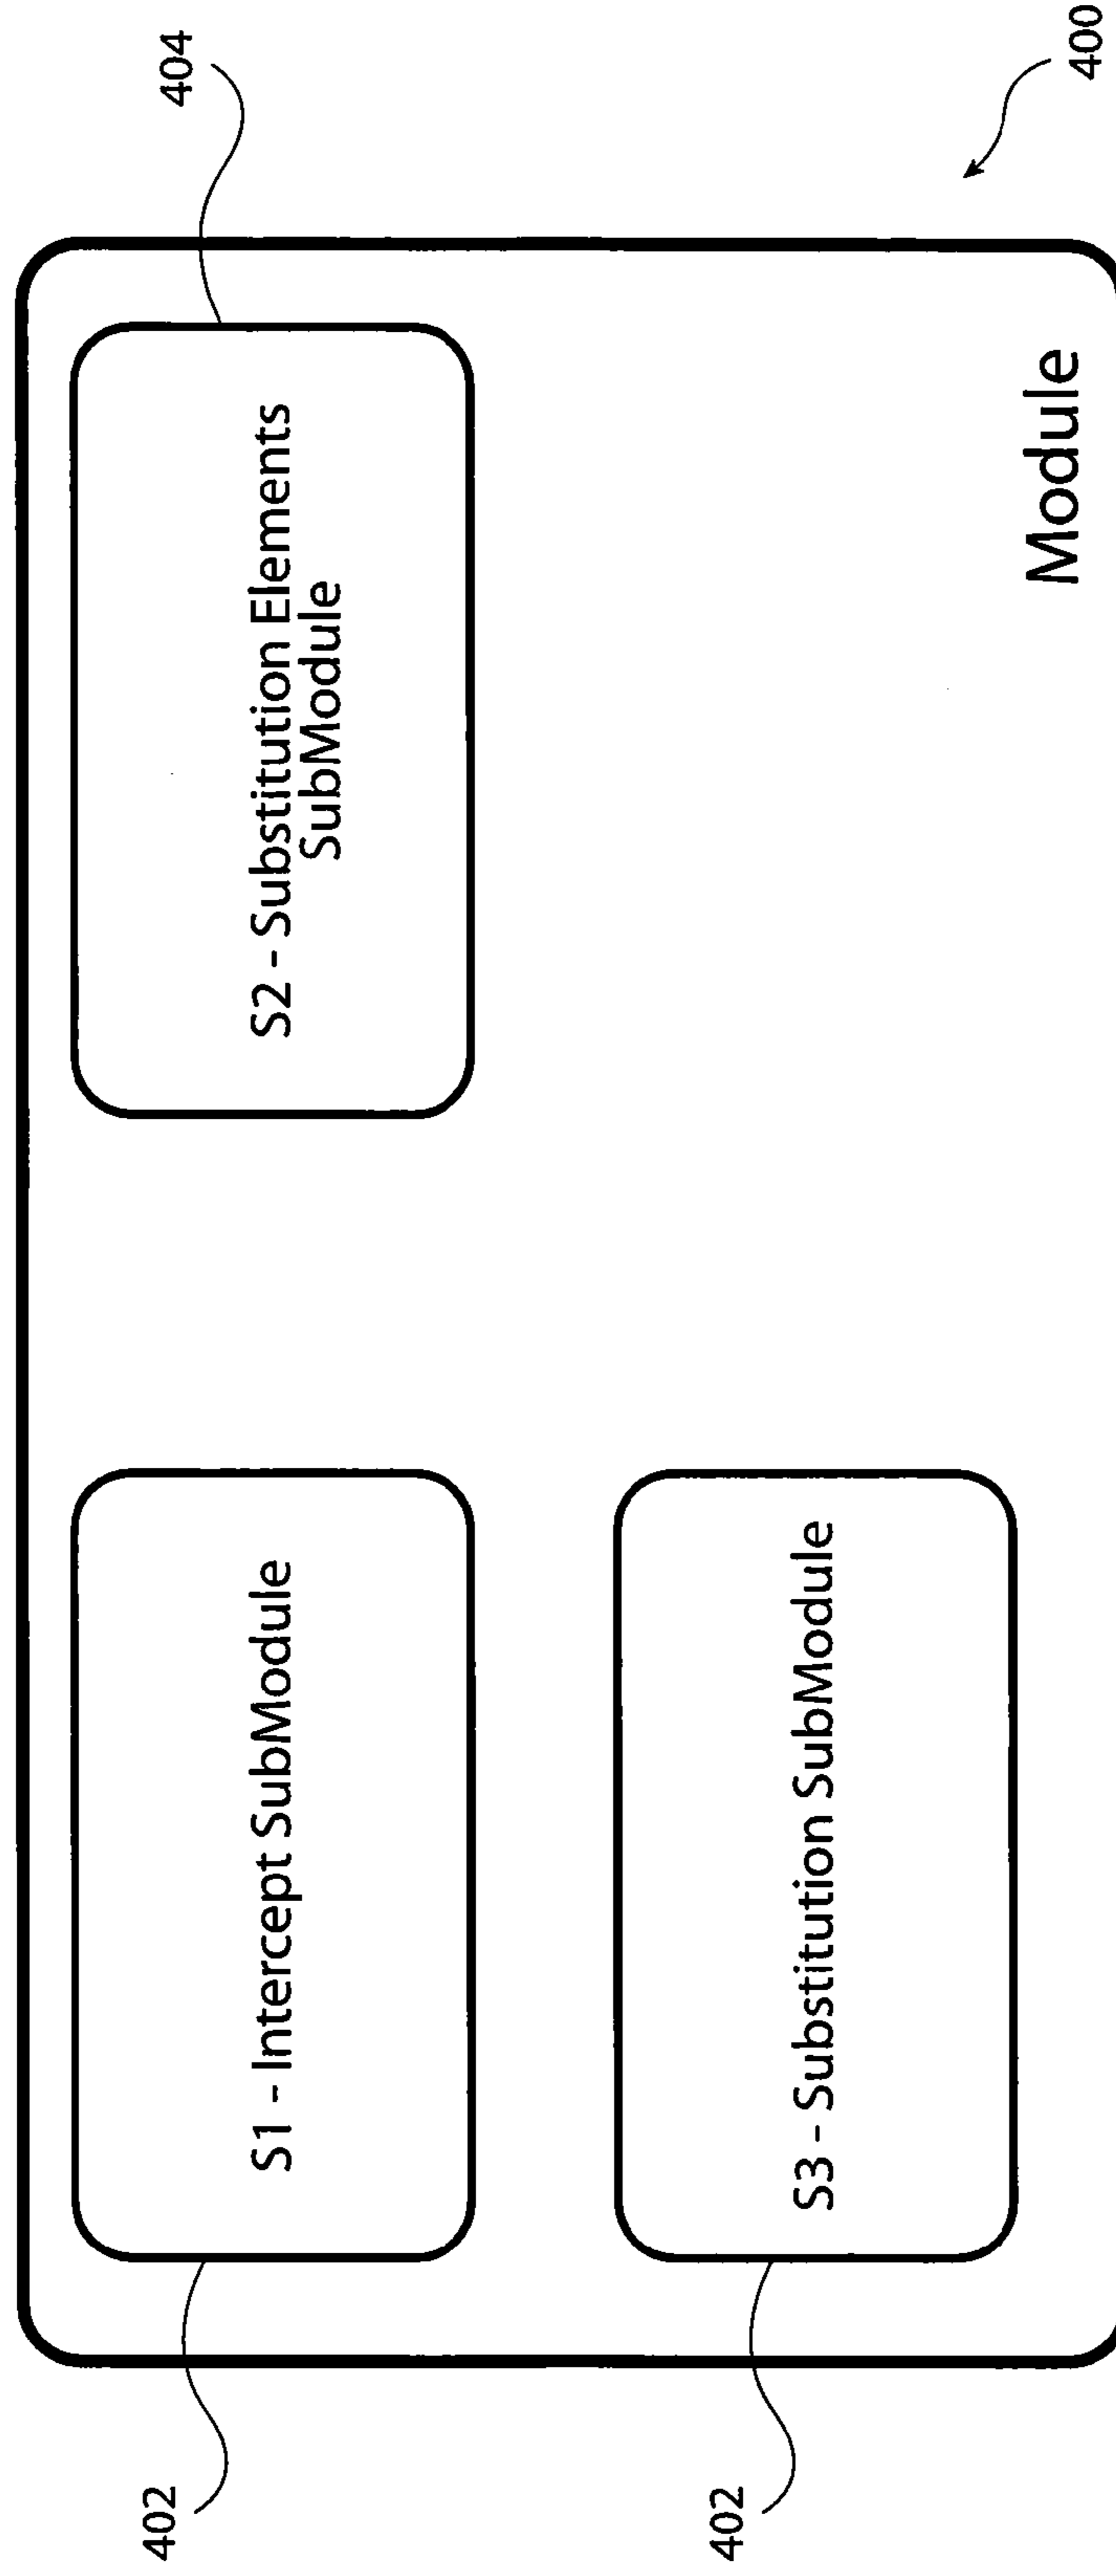 402
S1 - Intercept SubModule
S2 - Substitution Elements
SubModule
404
402
S3 - Substitution SubModule
Module
400